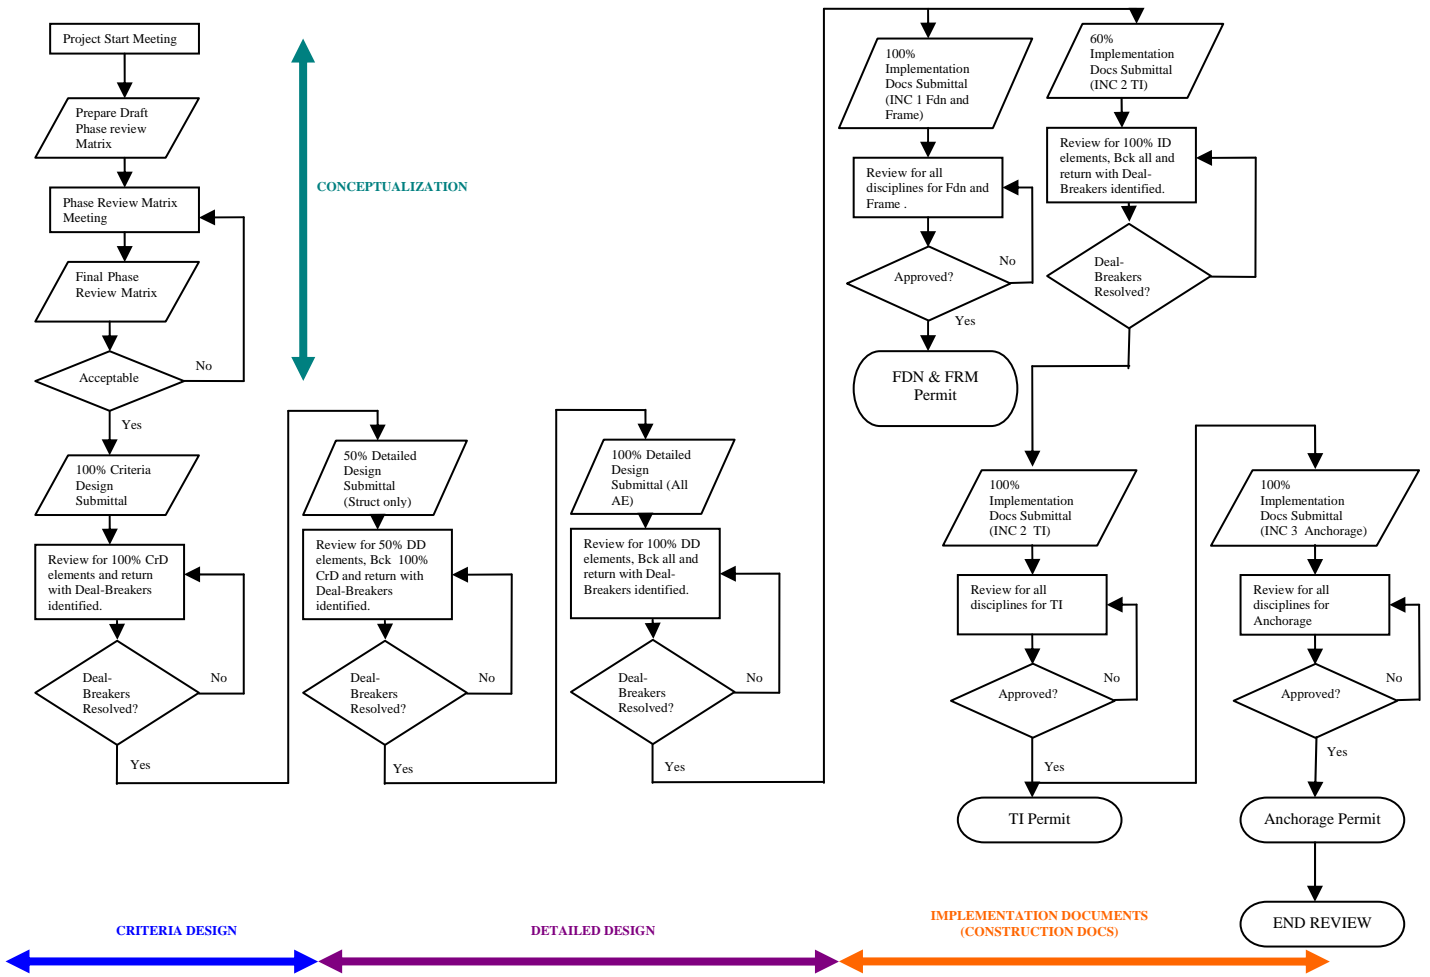 Project Start Meeting
Prepare Draft
Phase review
Matrix
Phase Review Matrix
Meeting
Final Phase
Review Matrix
Acceptable
No
Yes
100% Criteria
Design
Submittal
Review for 100% CrD
elements and return
with Deal-Breakers
identified.
Deal-
Breakers
Resolved?
No
Yes
CONCEPTUALIZATION
50% Detailed
Design
Submittal
(Struct only)
Review for 50% DD
elements, Bck  100%
CrD and return with
Deal-Breakers
identified.
Deal-
Breakers
Resolved?
No
Yes
100% Detailed
Design
Submittal (All
AE)
Review for 100% DD
elements, Bck all and
return with Deal-
Breakers identified.
Deal-
Breakers
Resolved?
No
Yes
100%
Implementation
Docs Submittal
(INC 1 Fdn and
Frame)
Review for all
disciplines for Fdn and
Frame .
Approved?
No
Yes
FDN & FRM
Permit
60%
Implementation
Docs Submittal
(INC 2 TI)
Review for 100% ID
elements, Bck all and
return with Deal-
Breakers identified.
Deal-
Breakers
Resolved?
100%
Implementation
Docs Submittal
(INC 2  TI)
Review for all
disciplines for TI
Approved?
No
Yes
TI Permit
100%
Implementation
Docs Submittal
(INC 3  Anchorage)
Review for all
disciplines for
Anchorage
Approved?
No
Yes
Anchorage Permit
END REVIEW
CRITERIA DESIGN
DETAILED DESIGN
IMPLEMENTATION DOCUMENTS
(CONSTRUCTION DOCS)